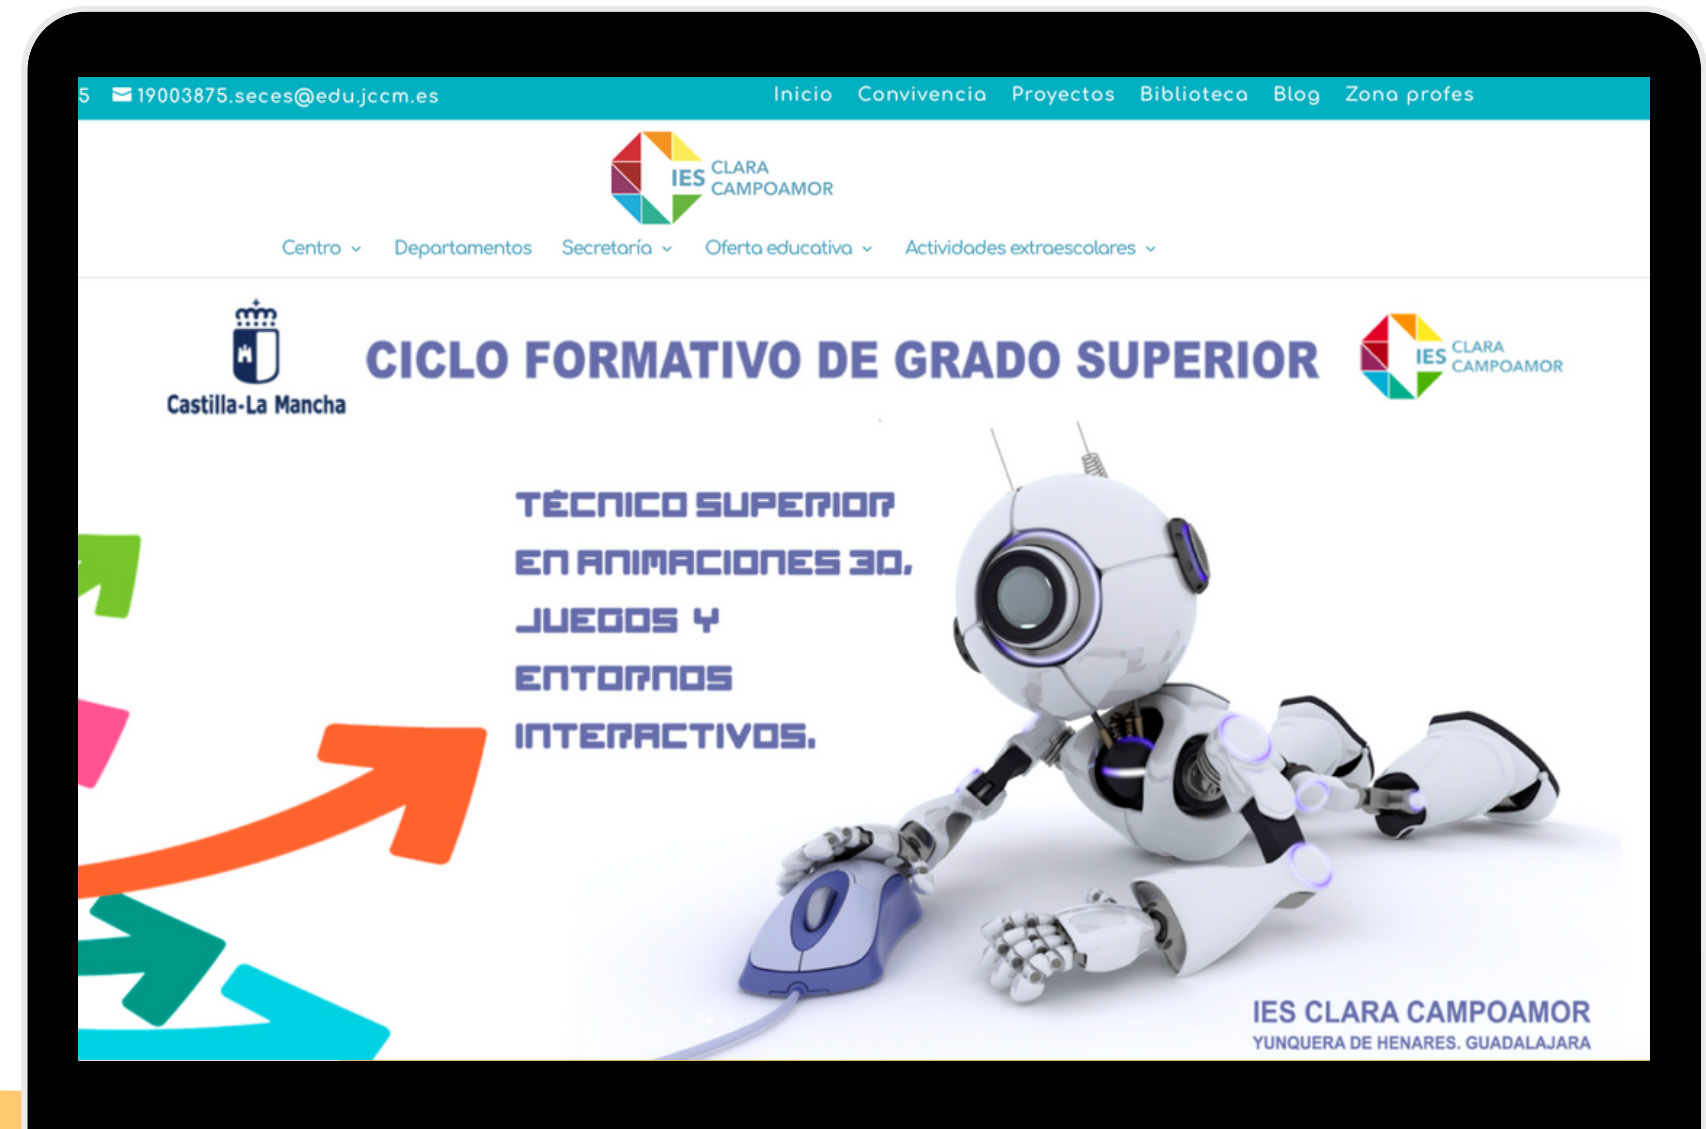 5 19003875.seces@edu.jccm.es Inicio Convivencia Proyectos Biblioteca Blog Zona profes
IES CLARA
CAMPOAMOR
Centro Departamentos Secretaría Oferta educativa Actividades extraescolares
Castilla-La Mancha
CICLO FORMATIVO DE GRADO SUPERIOR
IES CLARA
CAMPOAMOR
TÉCNICO SUPERIOR
EN ANIMACIONES 3D,
JUEGOS Y
ENTORNOS
INTERACTIVOS.
IES CLARA CAMPOAMOR
YUNQUERA DE HENARES. GUADALAJARA